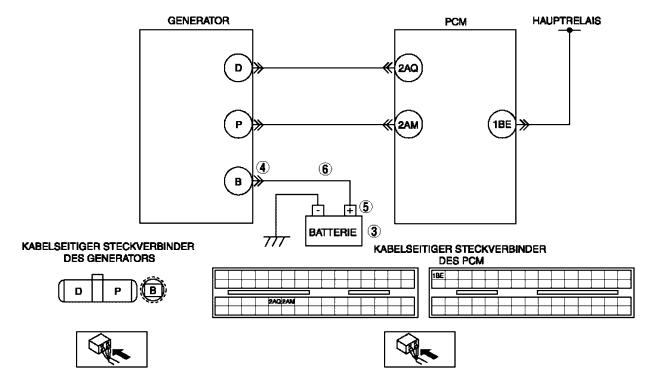 GENERATOR
PCM
HAUPTRELAIS
D
2AQ
P
2AM
1BE
B
4
6
- +
5
BATTERIE
3
KABELSEITIGER STECKVERBINDER
DES GENERATORS
KABELSEITIGER STECKVERBINDER
DES PCM
D P B
1BE
2AQ 2AM